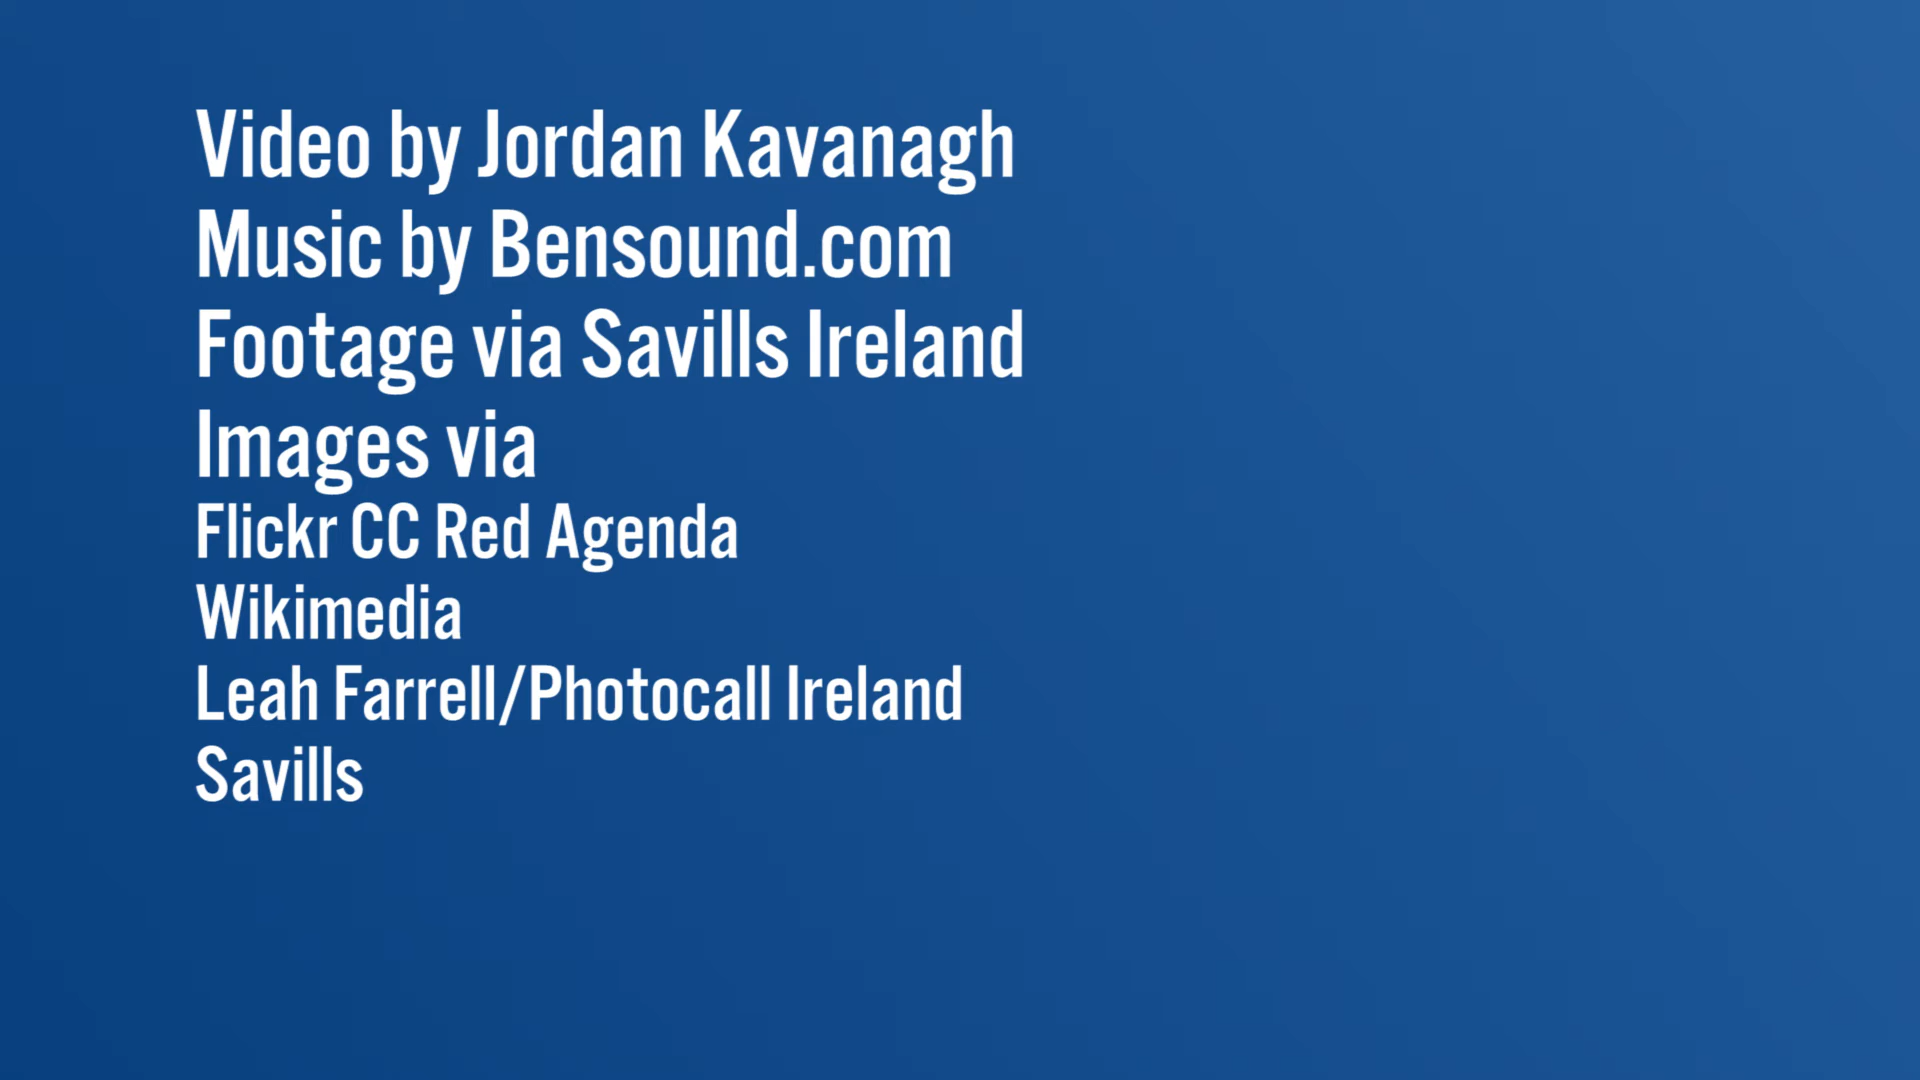 Video by Jordan Kavanagh
Music by Bensound.com
Footage via Savills Ireland
Images via
Flickr CC Red Agenda
Wikimedia
Leah Farrell/Photocall Ireland
Savills